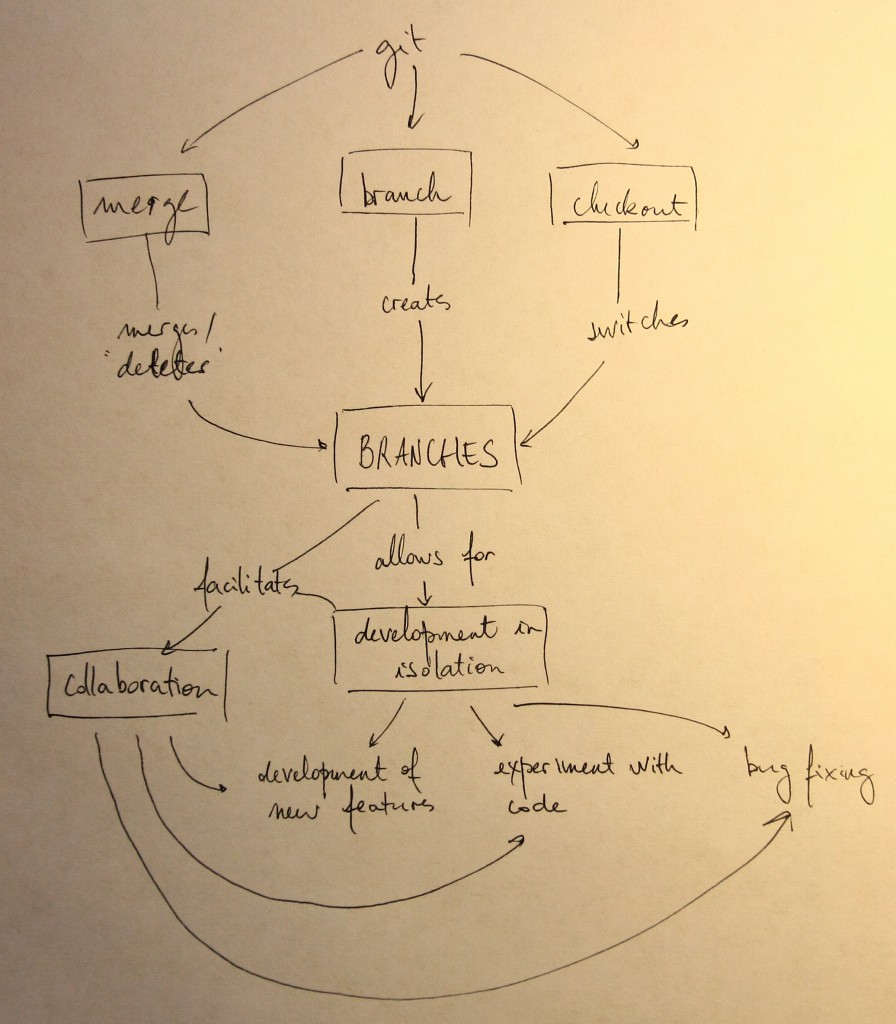 git
merge
branch
checkout
creates
switches
merges/
'deletes'
BRANCHES
allows for
facilitates
development in
isolation
collaboration
development of
new features
experiment with
code
bug fixing